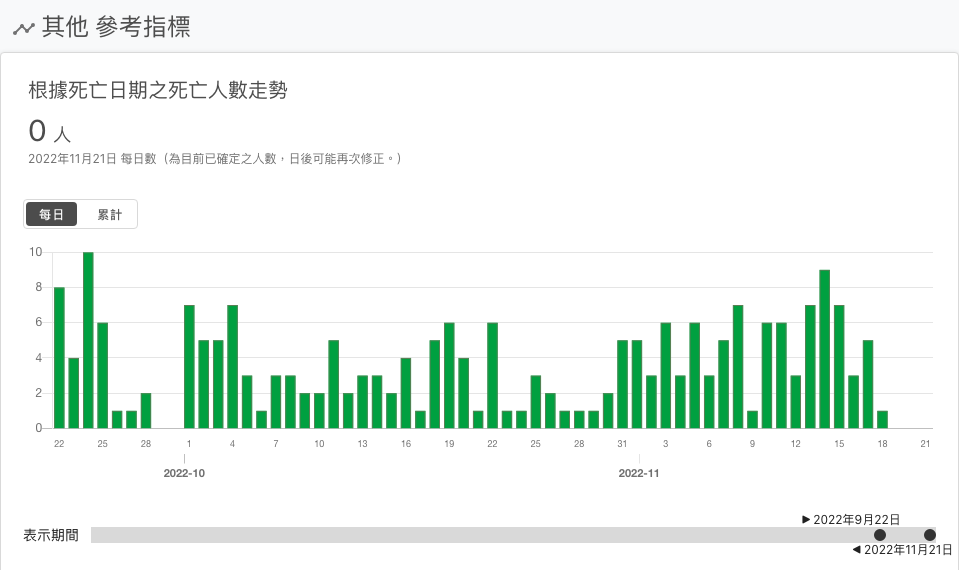 其他 參考指標
根據死亡日期之死亡人數走勢
0 人
2022年11月21日 每日數（為目前已確定之人數，日後可能再次修正。）
每日 累計
10
8
6
4
2
0
22 25 28 1 4 7 10 13 16 19 22 25 28 31 3 6 9 12 15 18 21
2022-10 2022-11
▶ 2022年9月22日
表示期間
◀ 2022年11月21日